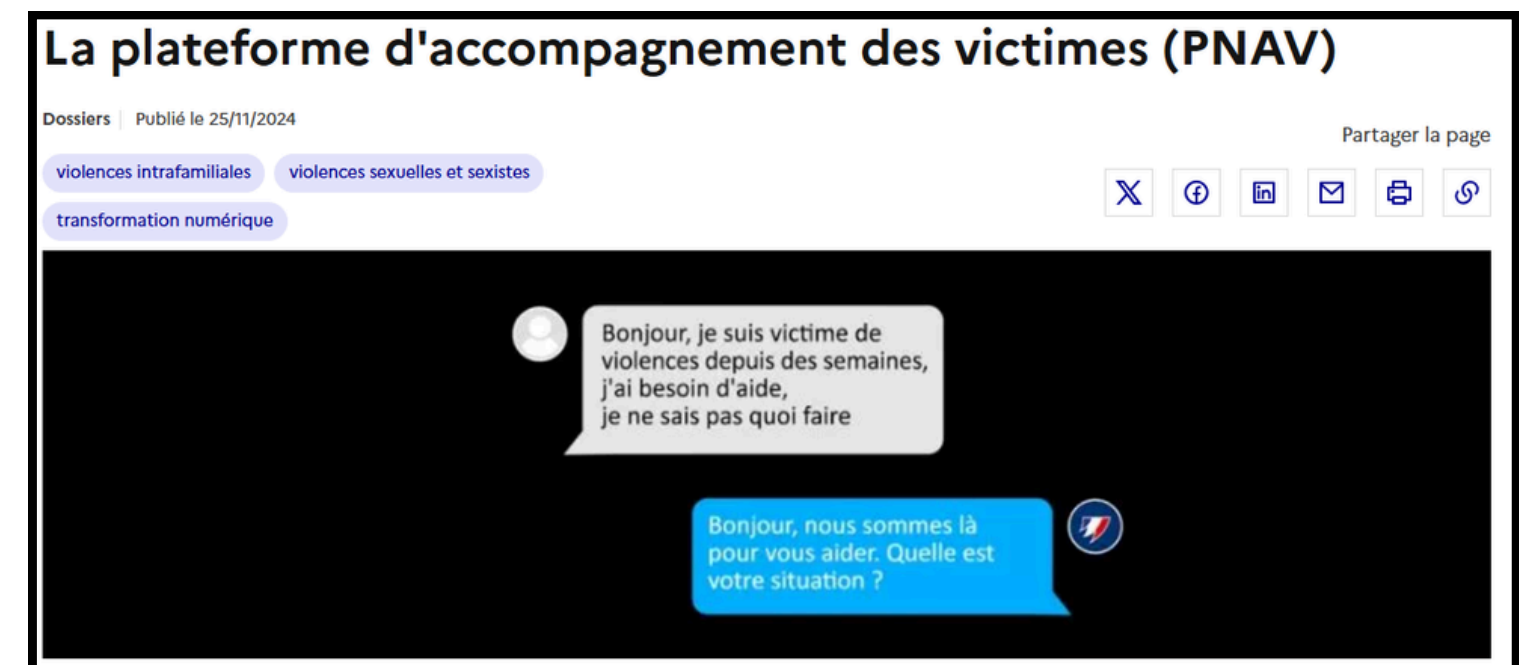 La plateforme d'accompagnement des victimes (PNAV)
Dossiers Publié le 25/11/2024
Partager la page
violences intrafamiliales violences sexuelles et sexistes
transformation numérique
Bonjour, je suis victime de
violences depuis des semaines,
j'ai besoin d'aide,
je ne sais pas quoi faire
Bonjour, nous sommes là
pour vous aider. Quelle est
votre situation ?